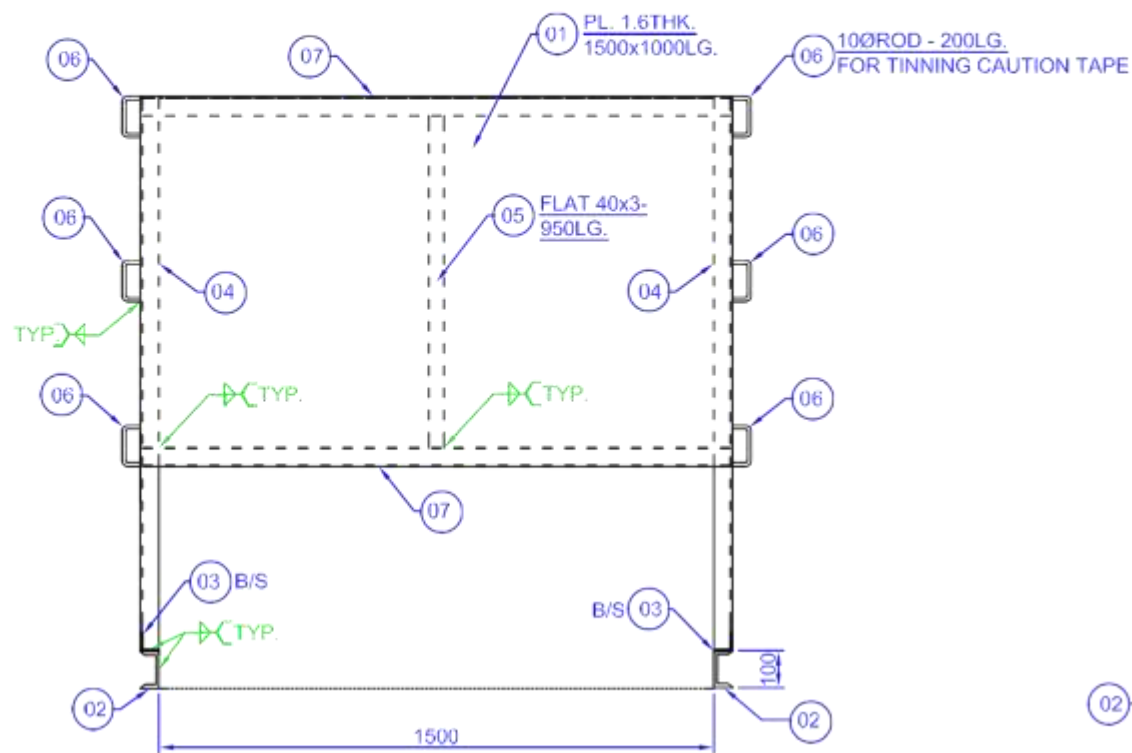 01 PL. 1.6THK.
1500x1000LG.
06
07
06 10ØROD - 200LG.
FOR TINNING CAUTION TAPE
06
05 FLAT 40x3-
950LG.
06
04
04
TYP.
06
TYP.
TYP.
06
07
03 B/S
B/S 03
TYP.
100
02
02
02
1500